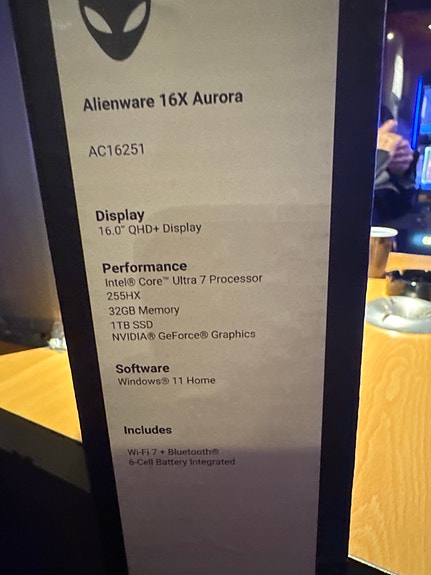 Alienware 16X Aurora
AC16251
Display
16.0" QHD+ Display
Performance
Intel® Core™ Ultra 7 Processor
255HX
32GB Memory
1TB SSD
NVIDIA® GeForce® Graphics
Software
Windows® 11 Home
Includes
Wi-Fi 7 + Bluetooth®
6-Cell Battery Integrated